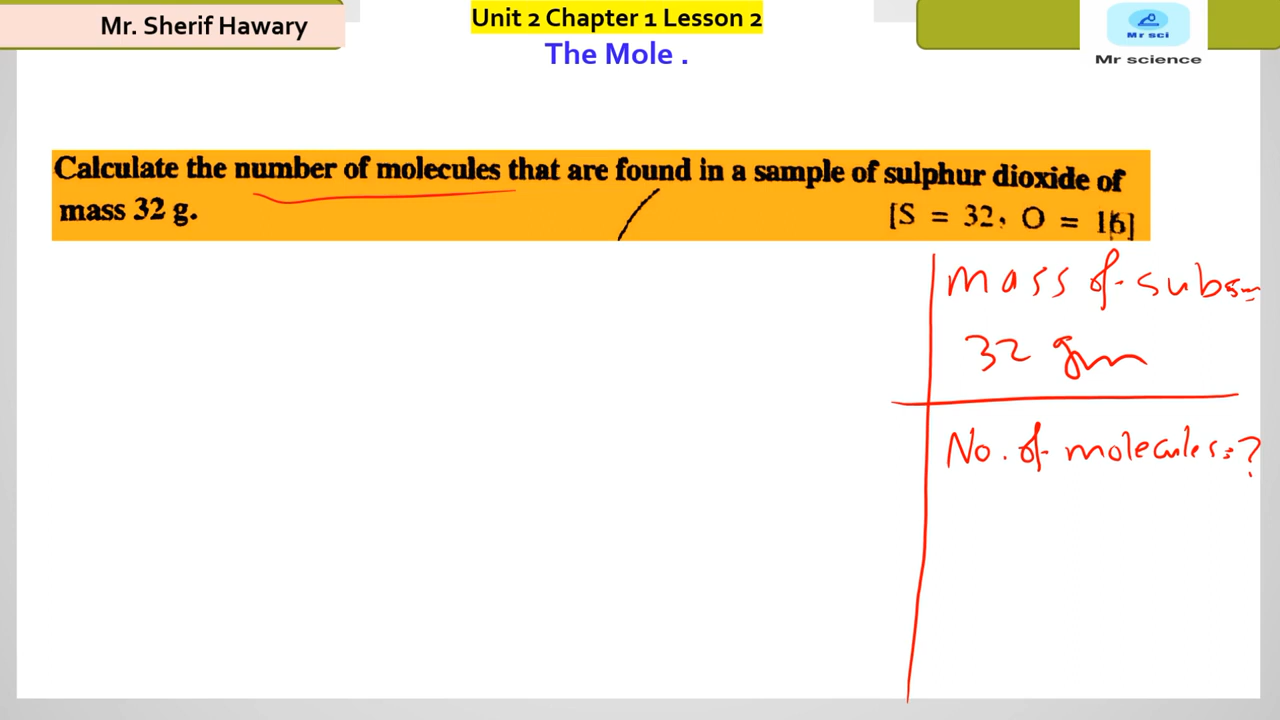 Mr. Sherif Hawary
Unit 2 Chapter 1 Lesson 2
The Mole .
Mr sci
Mr science
Calculate the number of molecules that are found in a sample of sulphur dioxide of
mass 32 g.
[S = 32, O = 16]
mass of subs
32 gm
No. of molecules = ?